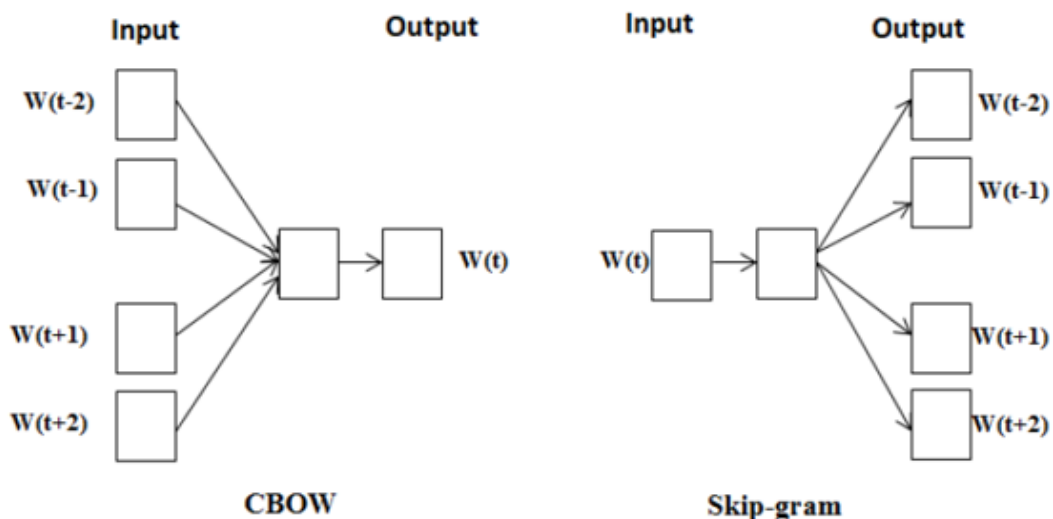 Input Output
W(t-2)
W(t-1)
W(t)
W(t+1)
W(t+2)
CBOW
Input Output
W(t-2)
W(t-1)
W(t)
W(t+1)
W(t+2)
Skip-gram